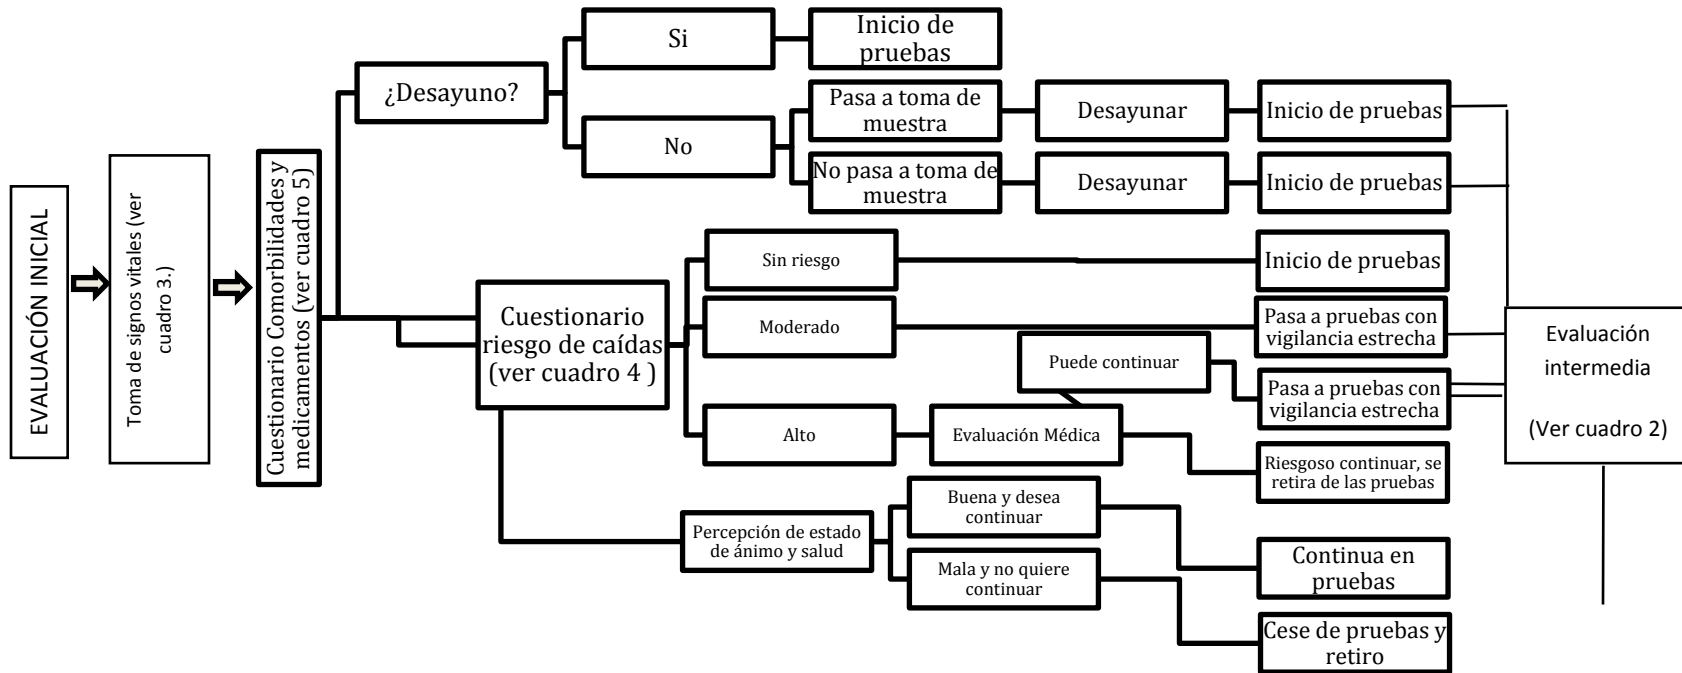 EVALUACIÓN INICIAL
Toma de signos vitales (ver
cuadro 3.)
Cuestionario Comorbilidades y
medicamentos (ver cuadro 5)
¿Desayuno?
Si
Inicio de
pruebas
No
Pasa a toma de
muestra
Desayunar
Inicio de pruebas
No pasa a toma de
muestra
Desayunar
Inicio de pruebas
Cuestionario
riesgo de caídas
(ver cuadro 4 )
Sin riesgo
Inicio de pruebas
Moderado
Pasa a pruebas con
vigilancia estrecha
Puede continuar
Pasa a pruebas con
vigilancia estrecha
Alto
Evaluación Médica
Riesgoso continuar, se
retira de las pruebas
Percepción de estado
de ánimo y salud
Buena y desea
continuar
Continua en
pruebas
Mala y no quiere
continuar
Cese de pruebas y
retiro
Evaluación
intermedia
(Ver cuadro 2)